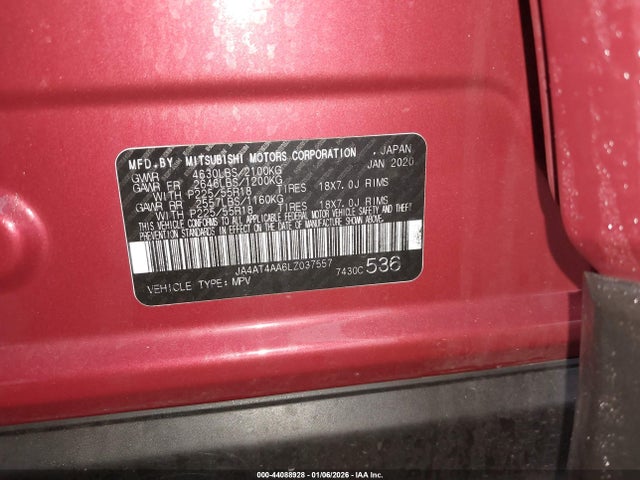 MFD. BY MITSUBISHI MOTORS CORPORATION , JAPAN
GVWR 4630LBS/2100KG JAN 2020
GAWR FR 2646LBS/1200KG
WITH P225/55R18 TIRES 18X7.0J RIMS
GAWR RR 2557LBS/1160KG
WITH P225/55R18 TIRES 18X7.0J RIMS
THIS VEHICLE CONFORMS TO ALL APPLICABLE FEDERAL MOTOR VEHICLE SAFETY, BUMPER, AND THEFT
PREVENTION STANDARDS IN EFFECT ON THE DATE OF MANUFACTURE SHOWN ABOVE.
JA4AT4AA6LZ037557 7430C 536
VEHICLE TYPE: MPV
000-44088928 - 01/06/2026 - IAA Inc.